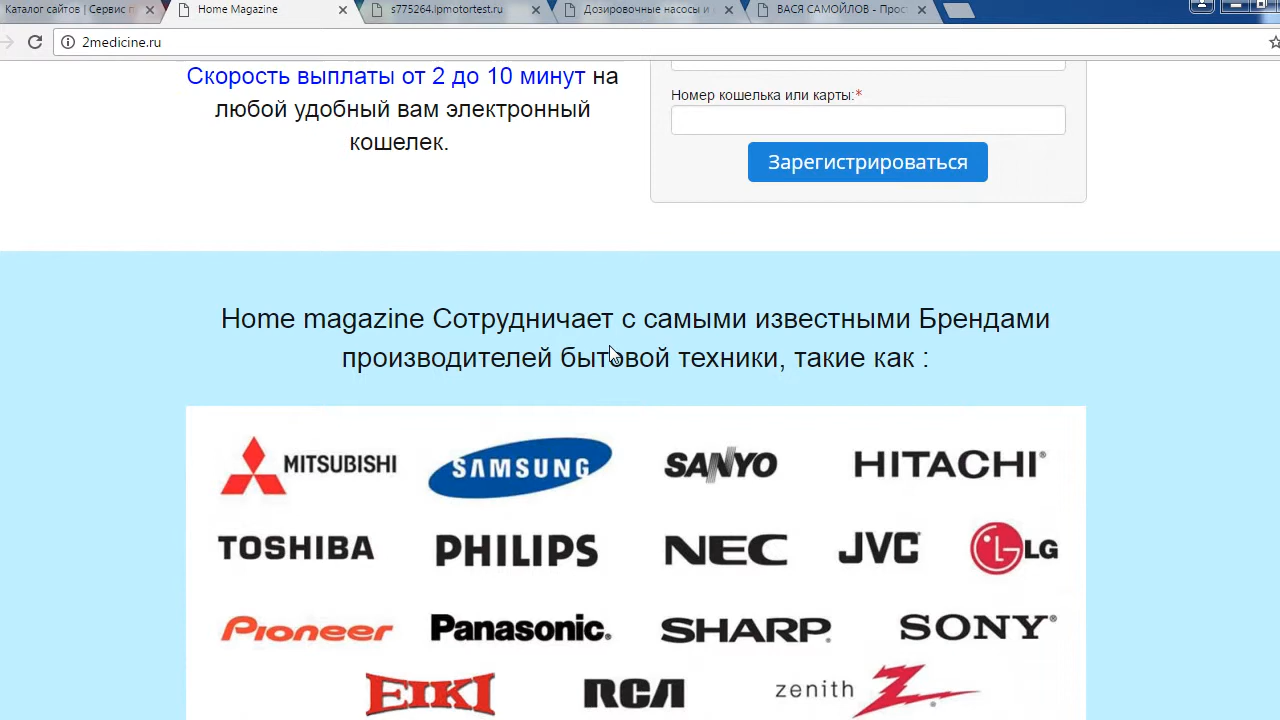 Каталог сайтов | Сервис п
Home Magazine
s775264.lpmotortest.ru
Дозировочные насосы и
ВАСЯ САМОЙЛОВ - Прос
2medicine.ru
Скорость выплаты от 2 до 10 минут на
любой удобный вам электронный
кошелек.
Номер кошелька или карты:*
Зарегистрироваться
Home magazine Сотрудничает с самыми известными Брендами
производителей бытовой техники, такие как :
MITSUBISHI SAMSUNG SANYO HITACHI
TOSHIBA PHILIPS NEC JVC LG
Pioneer Panasonic. SHARP. SONY
EIKI RCA zenith